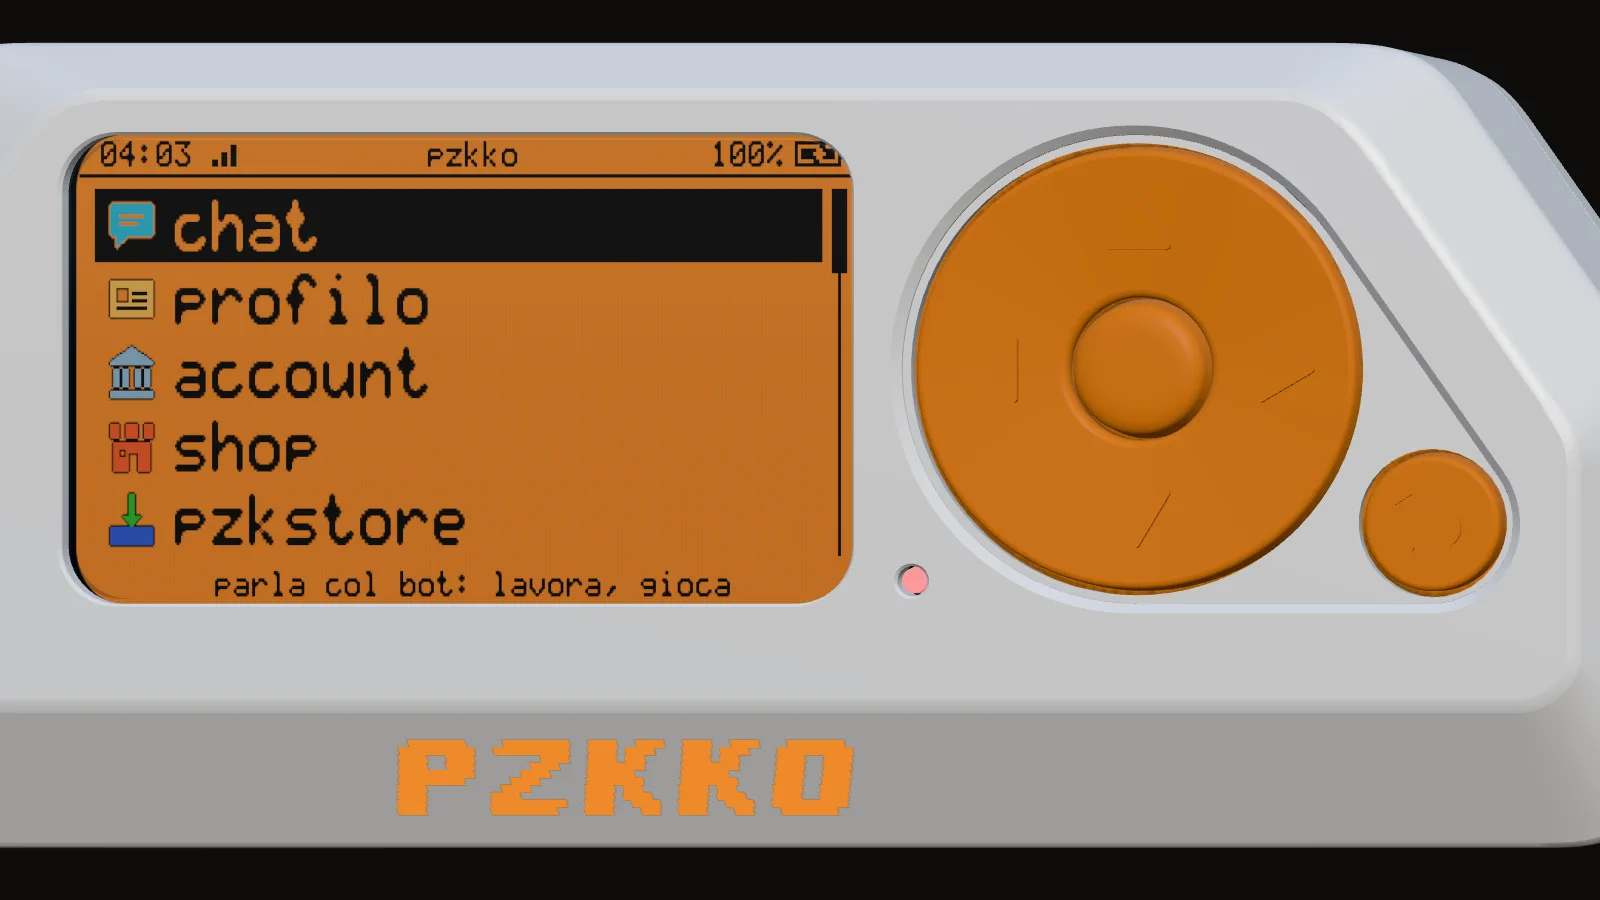 04:03 pzkko 100%
chat
profilo
account
shop
pzkstore
parla col bot: lavora, gioca
PZKKO